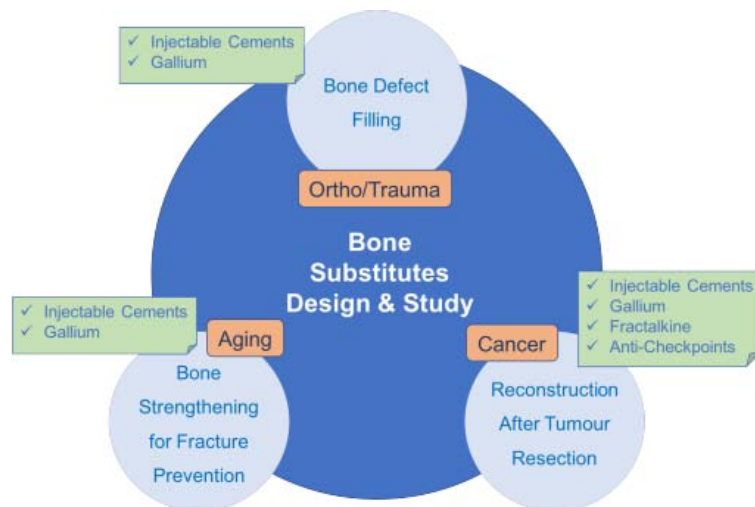 ✓ Injectable Cements
✓ Gallium
Bone Defect
Filling
Ortho/Trauma
Bone
Substitutes
Design & Study
✓ Injectable Cements
✓ Gallium
Aging
Bone
Strengthening
for Fracture
Prevention
✓ Injectable Cements
✓ Gallium
✓ Fractalkine
✓ Anti-Checkpoints
Cancer
Reconstruction
After Tumour
Resection